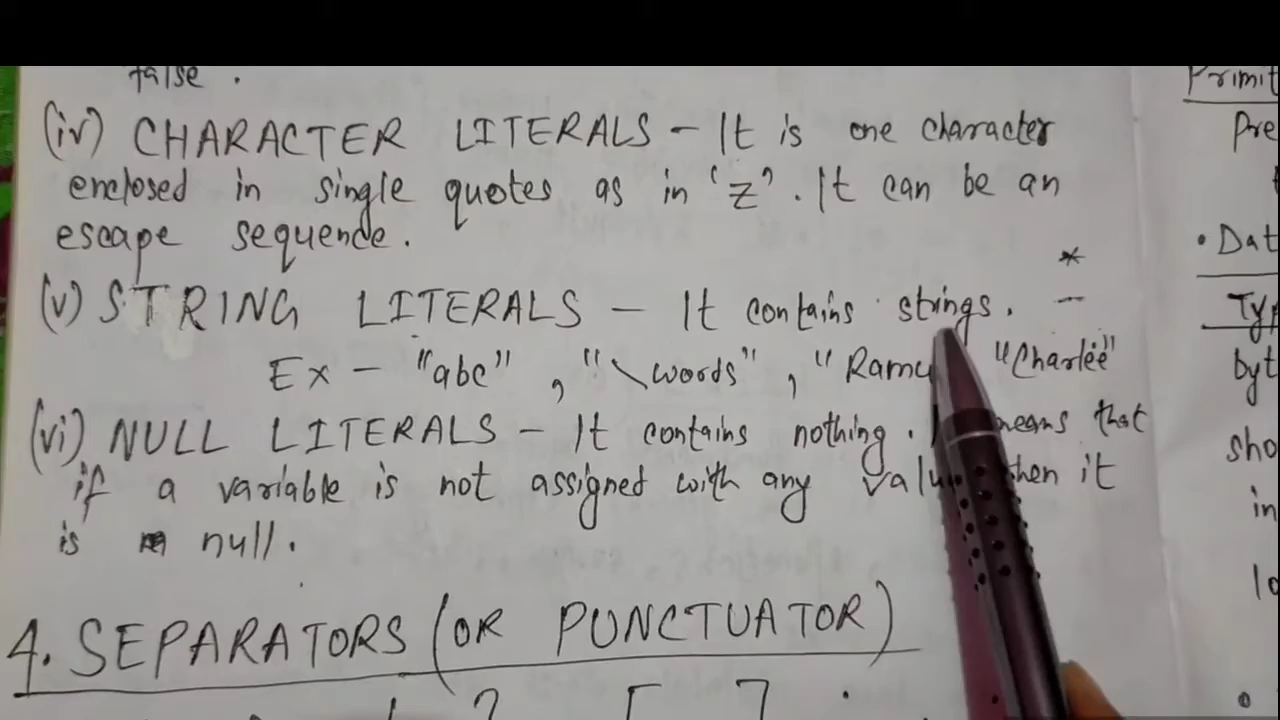 false.
(iv) CHARACTER LITERALS - It is one character
enclosed in single quotes as in 'z'. It can be an
escape sequence.
*
(v) STRING LITERALS - It contains strings. -
Ex - "abc", "\words", "Ramu "Charlee"
(vi) NULL LITERALS - It contains nothing. means that
if a variable is not assigned with any then it
is null.
4. SEPARATORS (OR PUNCTUATOR)
Primit
Pre
• Dat
Typ
byt
sho
in
lo